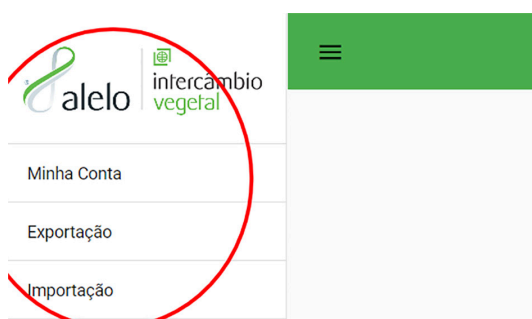 alelo
intercâmbio
vegetal
Minha Conta
Exportação
Importação